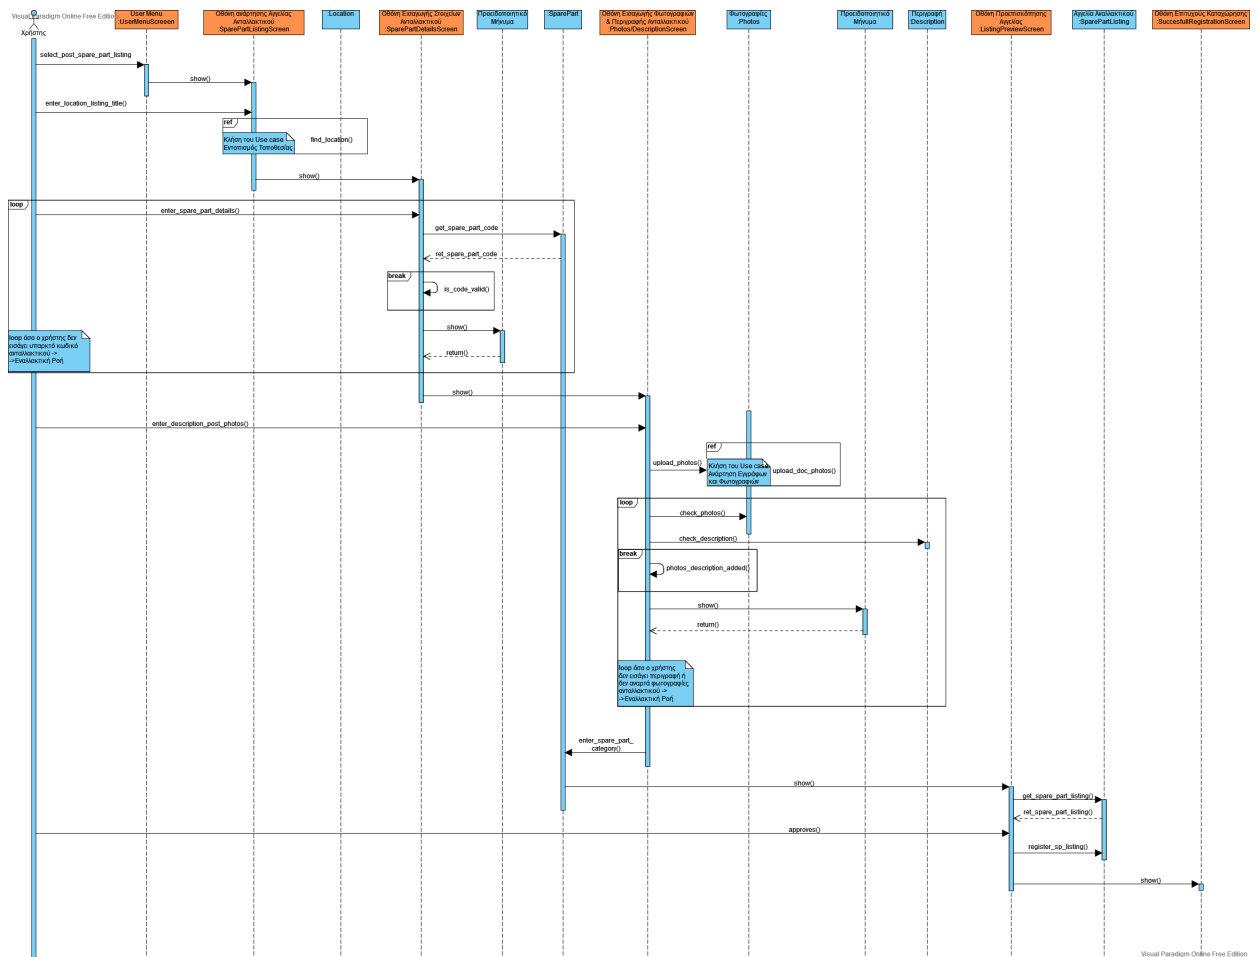 Visual Paradigm Online Free Edition
Χρήστης
User Menu
:UserMenuScreeen
Οθόνη ανάρτησης Αγγελίας
Ανταλλακτικού
:SparePartListingScreen
:Location
Οθόνη Εισαγωγής Στοιχείων
Ανταλακτικού
:SparePartDetailsScreen
Προειδοποιητικό
Μήνυμα
:SparePart
Οθόνη Εισαγωγής Φωτογραφιών
& Περιγραφής Ανταλλακτικού
:Photos/DescriptionScreen
Φωτογραφίες
:Photos
Προειδοιητικό
Μήνυμα
Περιγραφή
:Description
Οθόνη Προεπισκόπησης
Αγγελίας
:ListingPreviewScreen
Αγγελία Αναλακτικού
:SparePartListing
Οθόνη Επιτυχούς Καταχώρησης
:SuccesfullRegistrationScreen
select_post_spare_part_listing
show()
enter_location_listing_title()
ref
Κλήση του Use case
Εντοπισμός Τοποθεσίας
find_location()
show()
loop
enter_spare_part_details()
get_spare_part_code
ret_spare_part_code
break
is_code_valid()
show()
return()
loop όσο ο χρήστης δεν
εισάγει υπαρκτό κωδικό
ανταλλακτικού ->
->Εναλλακτική Ροή
show()
enter_description_post_photos()
ref
upload_photos()
Κλήση του Use case
Ανάρτηση Εγγράφων
και Φωτογραφιών
upload_doc_photos()
loop
check_photos()
check_description()
break
photos_description_added()
show()
return()
loop όσο ο χρήστης
δεν εισάγει περιγραφή ή
δεν αναρτά φωτογραφίες
ανταλλακτικού ->
->Εναλλακτική Ροή
enter_spare_part_
category()
show()
get_spare_part_listing()
ret_spare_part_listing()
approves()
register_sp_listing()
show()
Visual Paradigm Online Free Edition